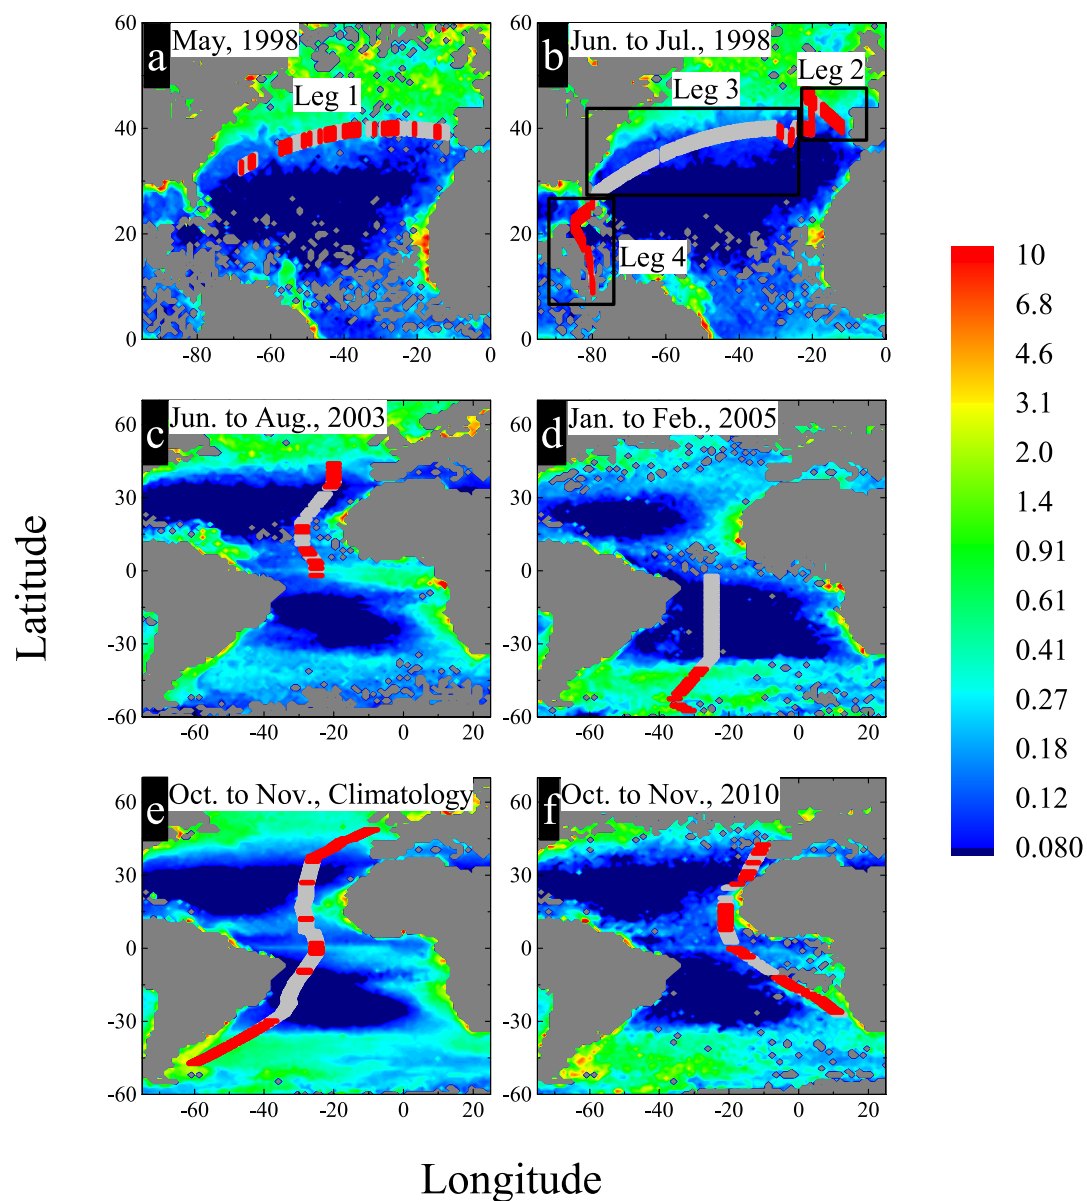 a May, 1998
Leg 1
60
40
20
0
-80 -60 -40 -20 0
b Jun. to Jul., 1998
Leg 2
Leg 3
Leg 4
60
40
20
0
-80 -60 -40 -20 0
c Jun. to Aug., 2003
60
30
0
-30
-60
-60 -40 -20 0 20
d Jan. to Feb., 2005
60
30
0
-30
-60
-60 -40 -20 0 20
e Oct. to Nov., Climatology
60
30
0
-30
-60
-60 -40 -20 0 20
f Oct. to Nov., 2010
60
30
0
-30
-60
-60 -40 -20 0 20
10
6.8
4.6
3.1
2.0
1.4
0.91
0.61
0.41
0.27
0.18
0.12
0.080
Latitude
Longitude